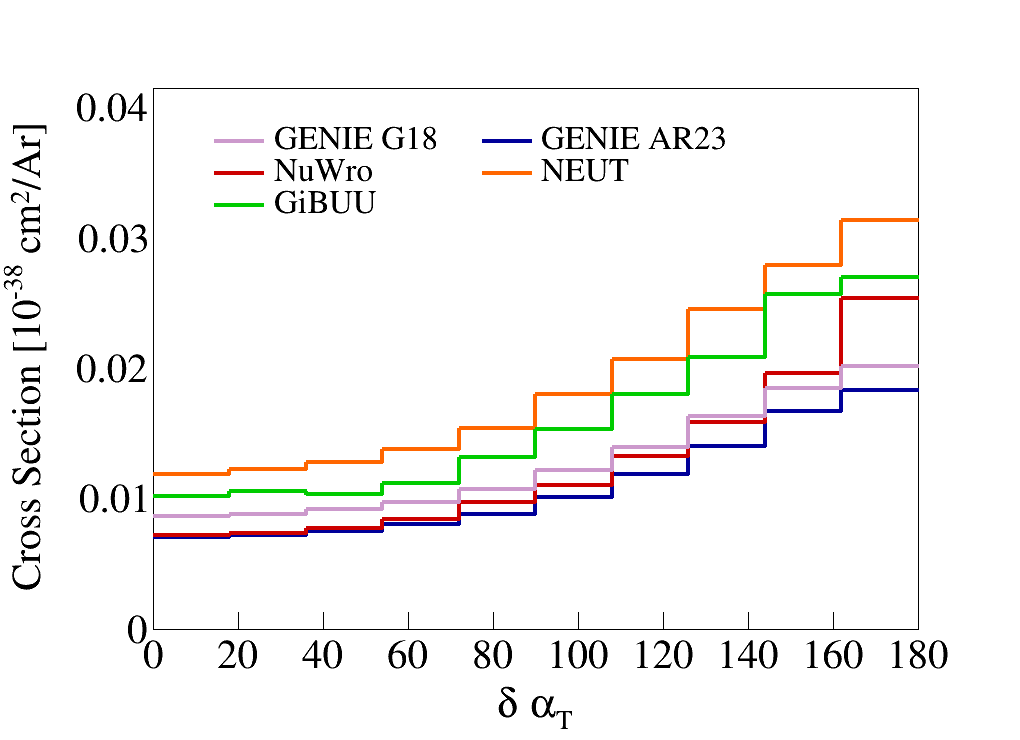 Cross Section [10⁻³⁸ cm²/Ar]
0.04
0.03
0.02
0.01
0
GENIE G18
GENIE AR23
NuWro
NEUT
GiBUU
0 20 40 60 80 100 120 140 160 180
δ α_T